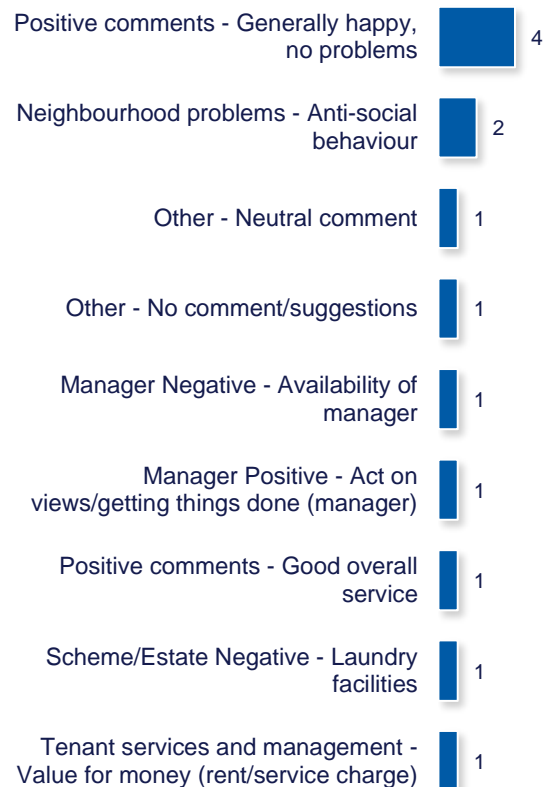 Positive comments - Generally happy,
no problems
4
Neighbourhood problems - Anti-social
behaviour
2
Other - Neutral comment
1
Other - No comment/suggestions
1
Manager Negative - Availability of
manager
1
Manager Positive - Act on
views/getting things done (manager)
1
Positive comments - Good overall
service
1
Scheme/Estate Negative - Laundry
facilities
1
Tenant services and management -
Value for money (rent/service charge)
1